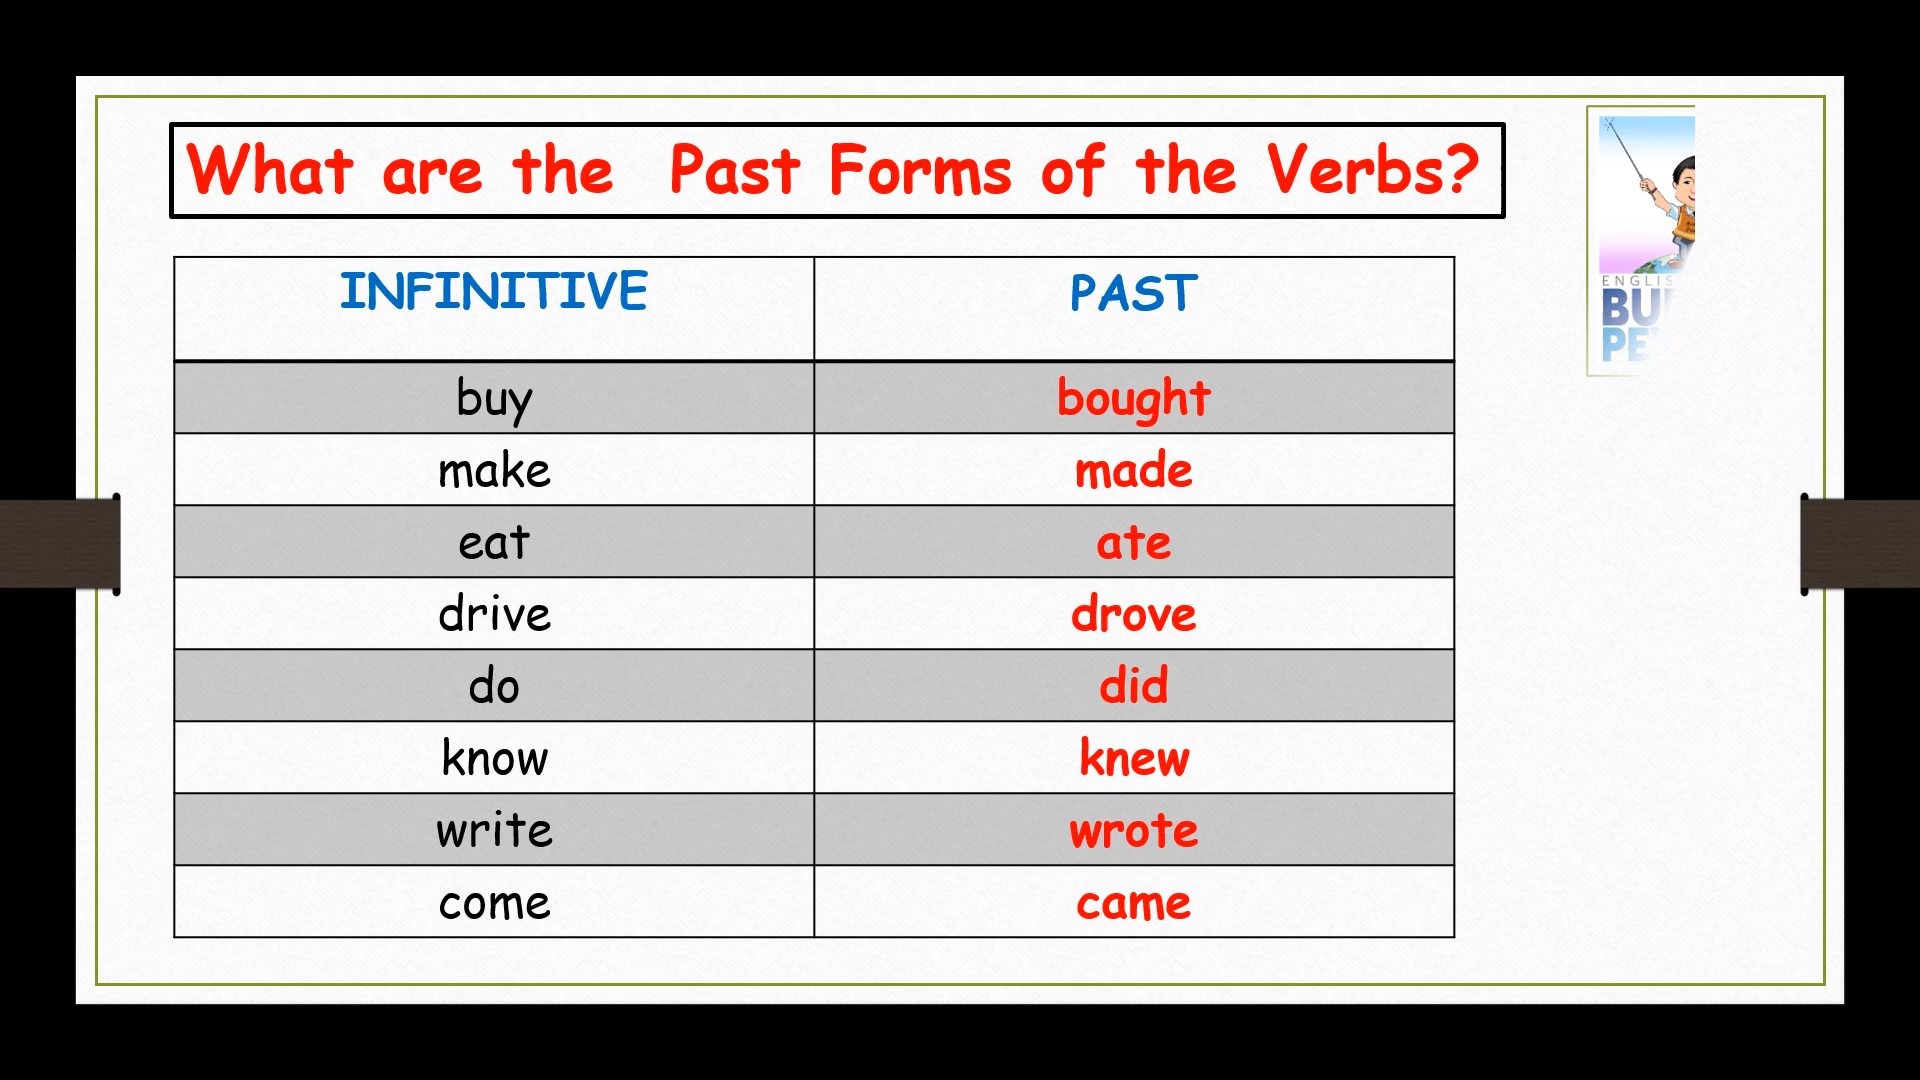 What are the Past Forms of the Verbs?
INFINITIVE PAST
buy bought
make made
eat ate
drive drove
do did
know knew
write wrote
come came